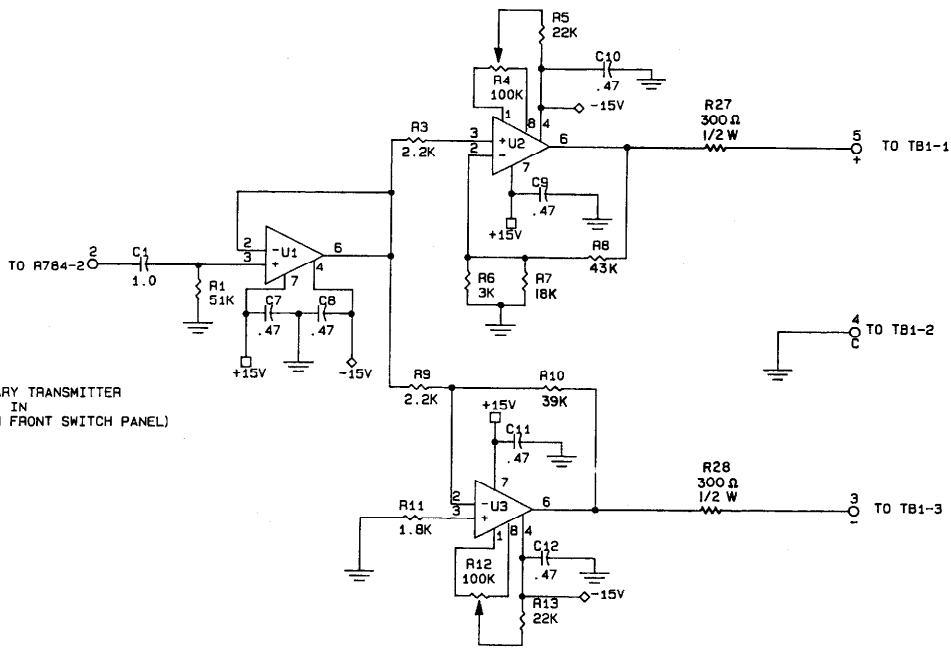 R5
22K
C10
.47
R4
100K
-15V
1
8
4
R27
300Ω
1/2 W
R3
2.2K
3
2
+
-
U2
6
7
5
+
TO TB1-1
C9
.47
+15V
R8
43K
R6
3K
R7
18K
2
-
3
+
U1
6
7
4
TO R784-2
2
C1
1.0
R1
51K
C7
.47
C8
.47
+15V
-15V
4
C
TO TB1-2
RY TRANSMITTER
IN
FRONT SWITCH PANEL)
R9
2.2K
R10
39K
+15V
C11
.47
7
R28
300Ω
1/2 W
2
3
-
+
U3
6
3
-
TO TB1-3
R11
1.8K
1
8
4
C12
.47
R12
100K
-15V
R13
22K